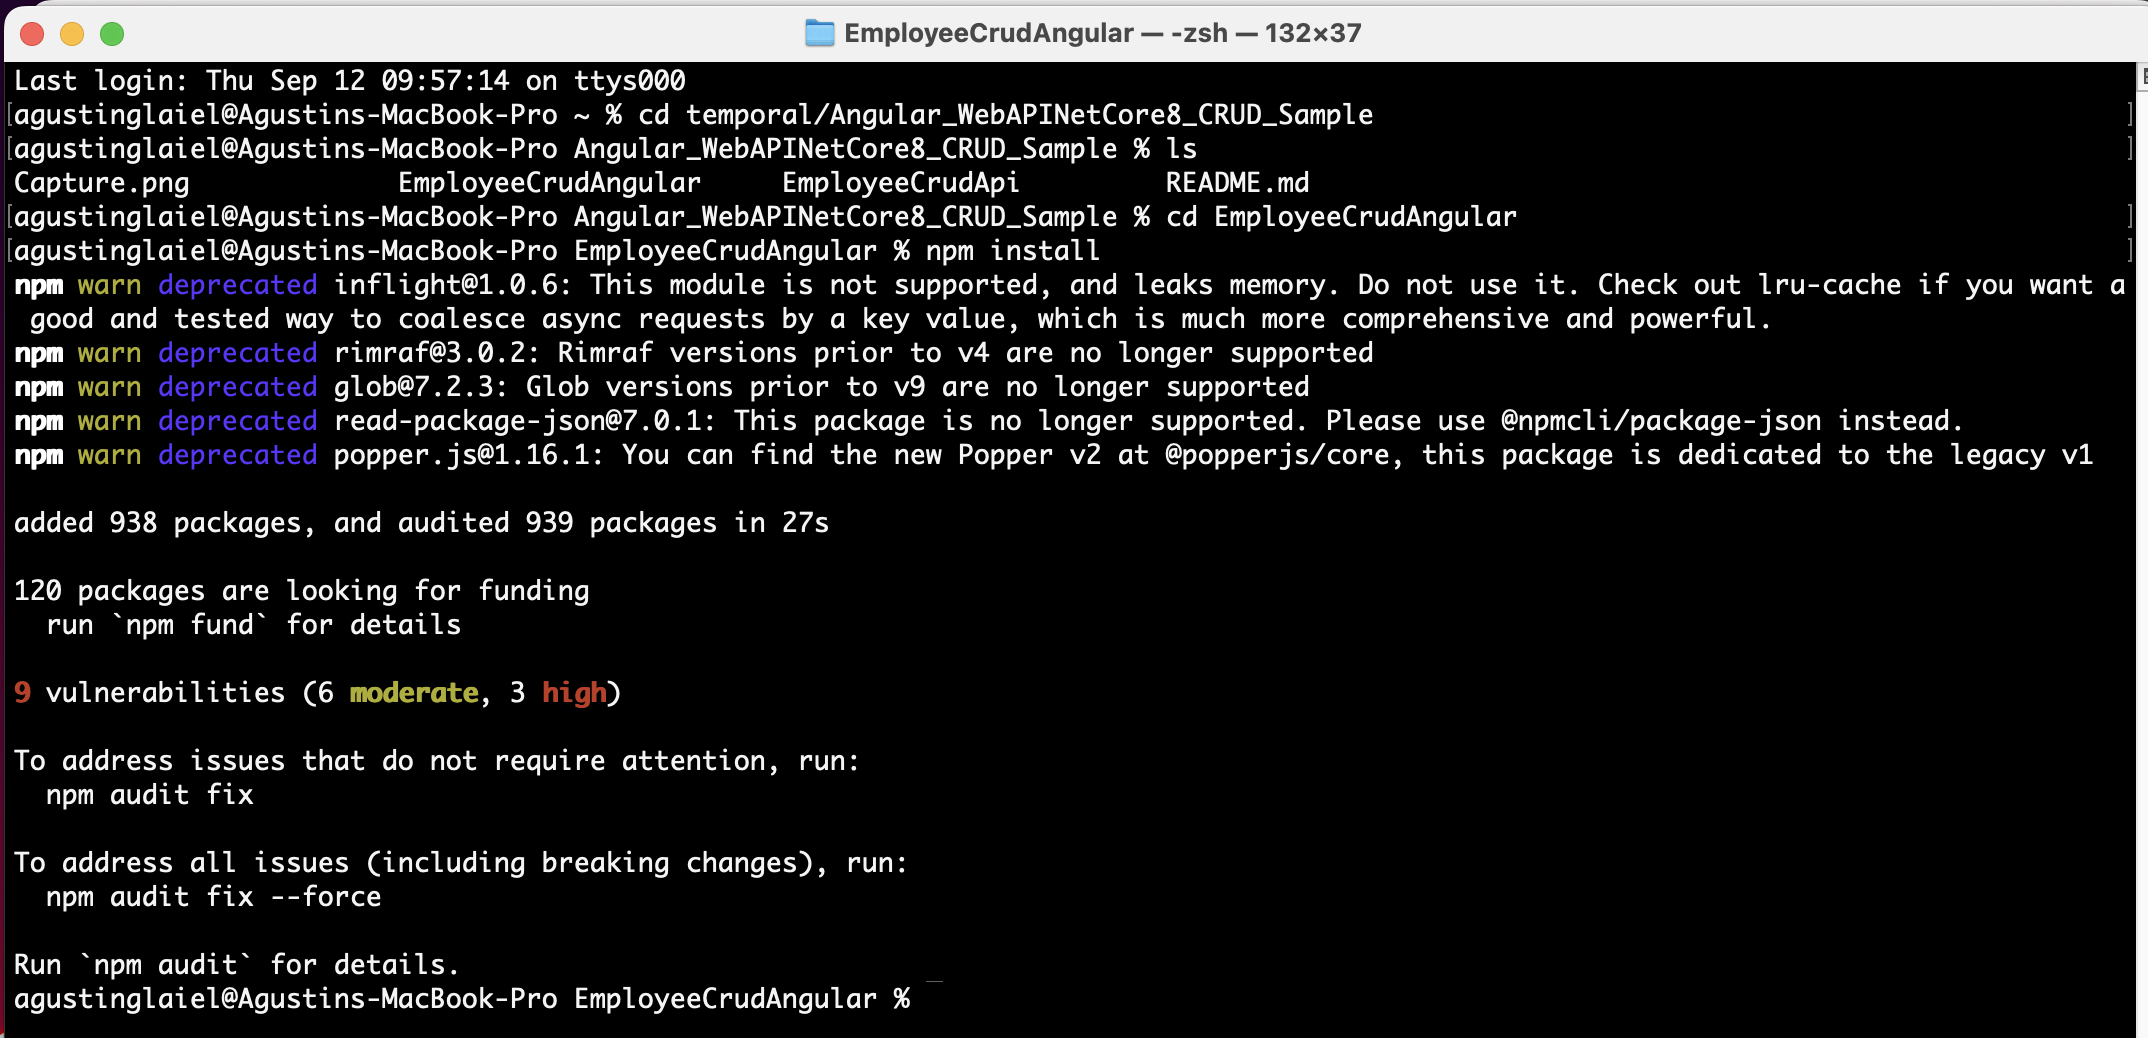 EmployeeCrudAngular — -zsh — 132×37
Last login: Thu Sep 12 09:57:14 on ttys000
[agustinglaiel@Agustins-MacBook-Pro ~ % cd temporal/Angular_WebAPINetCore8_CRUD_Sample ]
[agustinglaiel@Agustins-MacBook-Pro Angular_WebAPINetCore8_CRUD_Sample % ls ]
Capture.png EmployeeCrudAngular EmployeeCrudApi README.md
[agustinglaiel@Agustins-MacBook-Pro Angular_WebAPINetCore8_CRUD_Sample % cd EmployeeCrudAngular ]
[agustinglaiel@Agustins-MacBook-Pro EmployeeCrudAngular % npm install ]
npm warn deprecated inflight@1.0.6: This module is not supported, and leaks memory. Do not use it. Check out lru-cache if you want a
good and tested way to coalesce async requests by a key value, which is much more comprehensive and powerful.
npm warn deprecated rimraf@3.0.2: Rimraf versions prior to v4 are no longer supported
npm warn deprecated glob@7.2.3: Glob versions prior to v9 are no longer supported
npm warn deprecated read-package-json@7.0.1: This package is no longer supported. Please use @npmcli/package-json instead.
npm warn deprecated popper.js@1.16.1: You can find the new Popper v2 at @popperjs/core, this package is dedicated to the legacy v1
added 938 packages, and audited 939 packages in 27s
120 packages are looking for funding
run `npm fund` for details
9 vulnerabilities (6 moderate, 3 high)
To address issues that do not require attention, run:
npm audit fix
To address all issues (including breaking changes), run:
npm audit fix --force
Run `npm audit` for details.
agustinglaiel@Agustins-MacBook-Pro EmployeeCrudAngular %